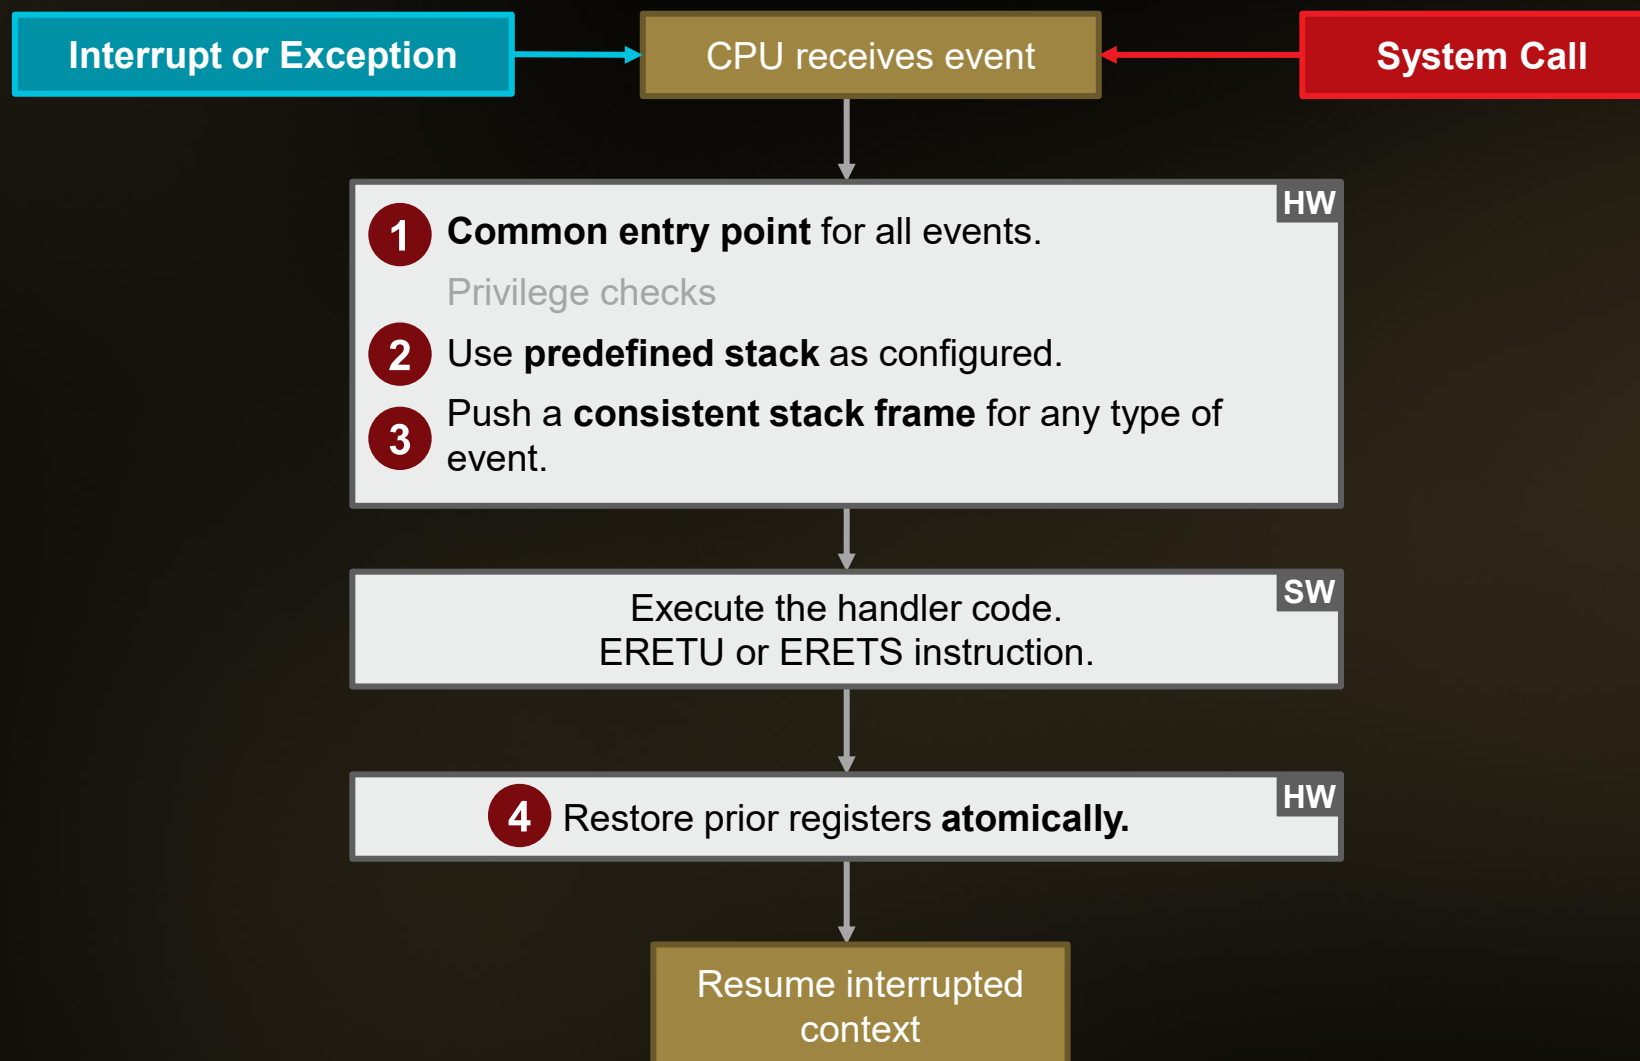 Interrupt or Exception
CPU receives event
System Call
HW
1 Common entry point for all events.
Privilege checks
2 Use predefined stack as configured.
3 Push a consistent stack frame for any type of
event.
SW
Execute the handler code.
ERETU or ERETS instruction.
HW
4 Restore prior registers atomically.
Resume interrupted
context